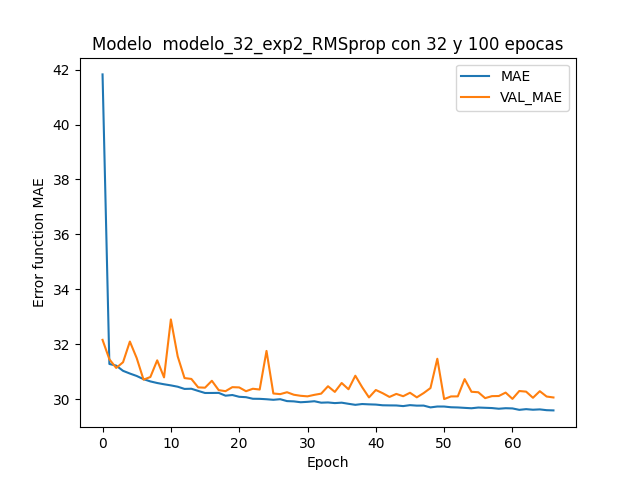 Modelo  modelo_32_exp2_RMSprop con 32 y 100 epocas
MAE
VAL_MAE
Error function MAE
42
40
38
36
34
32
30
0 10 20 30 40 50 60
Epoch